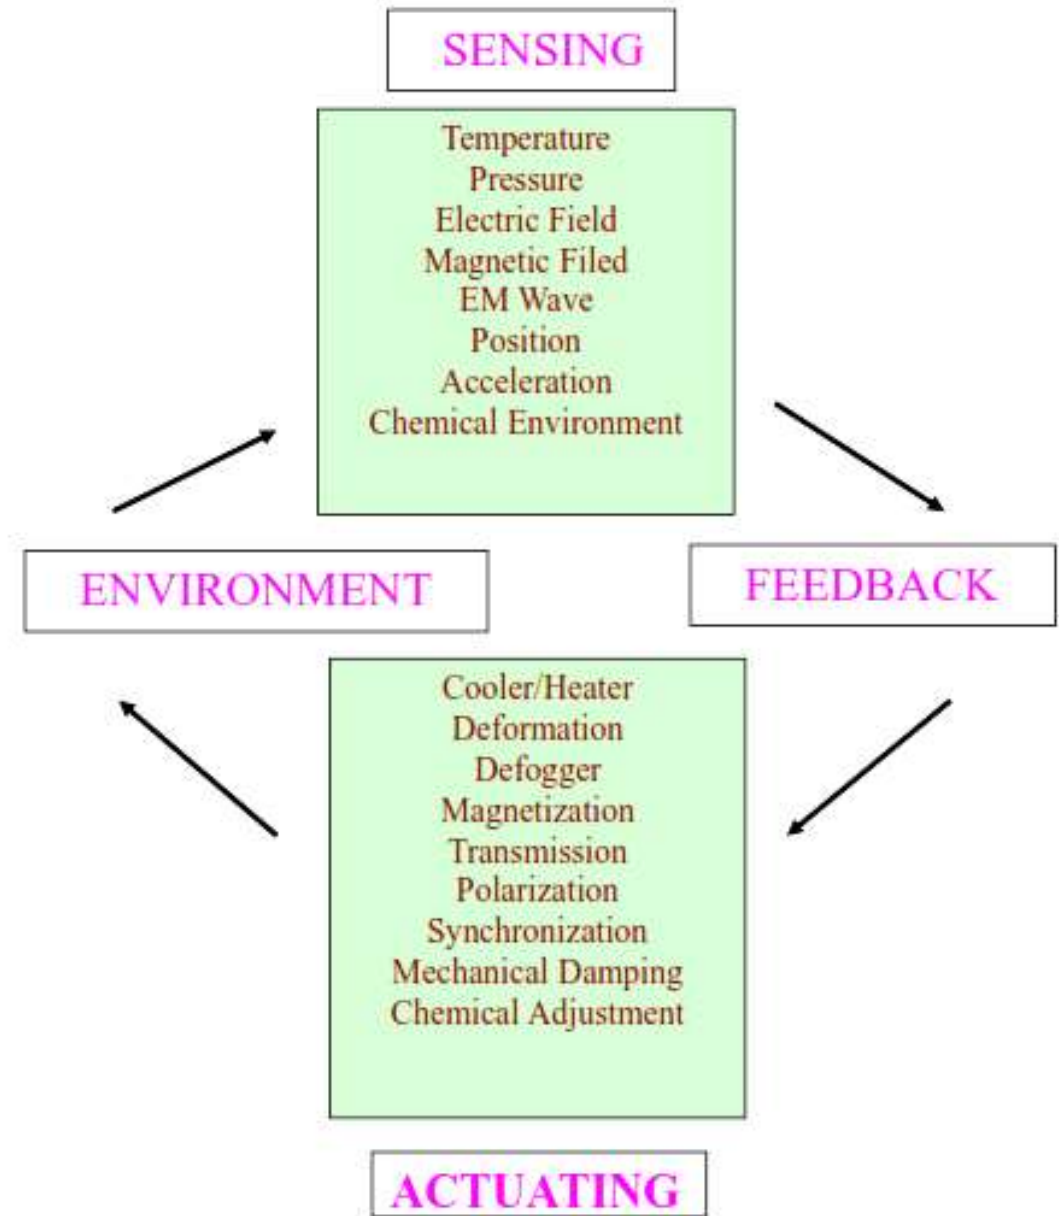 SENSING
Temperature
Pressure
Electric Field
Magnetic Filed
EM Wave
Position
Acceleration
Chemical Environment
ENVIRONMENT
FEEDBACK
Cooler/Heater
Deformation
Defogger
Magnetization
Transmission
Polarization
Synchronization
Mechanical Damping
Chemical Adjustment
ACTUATING